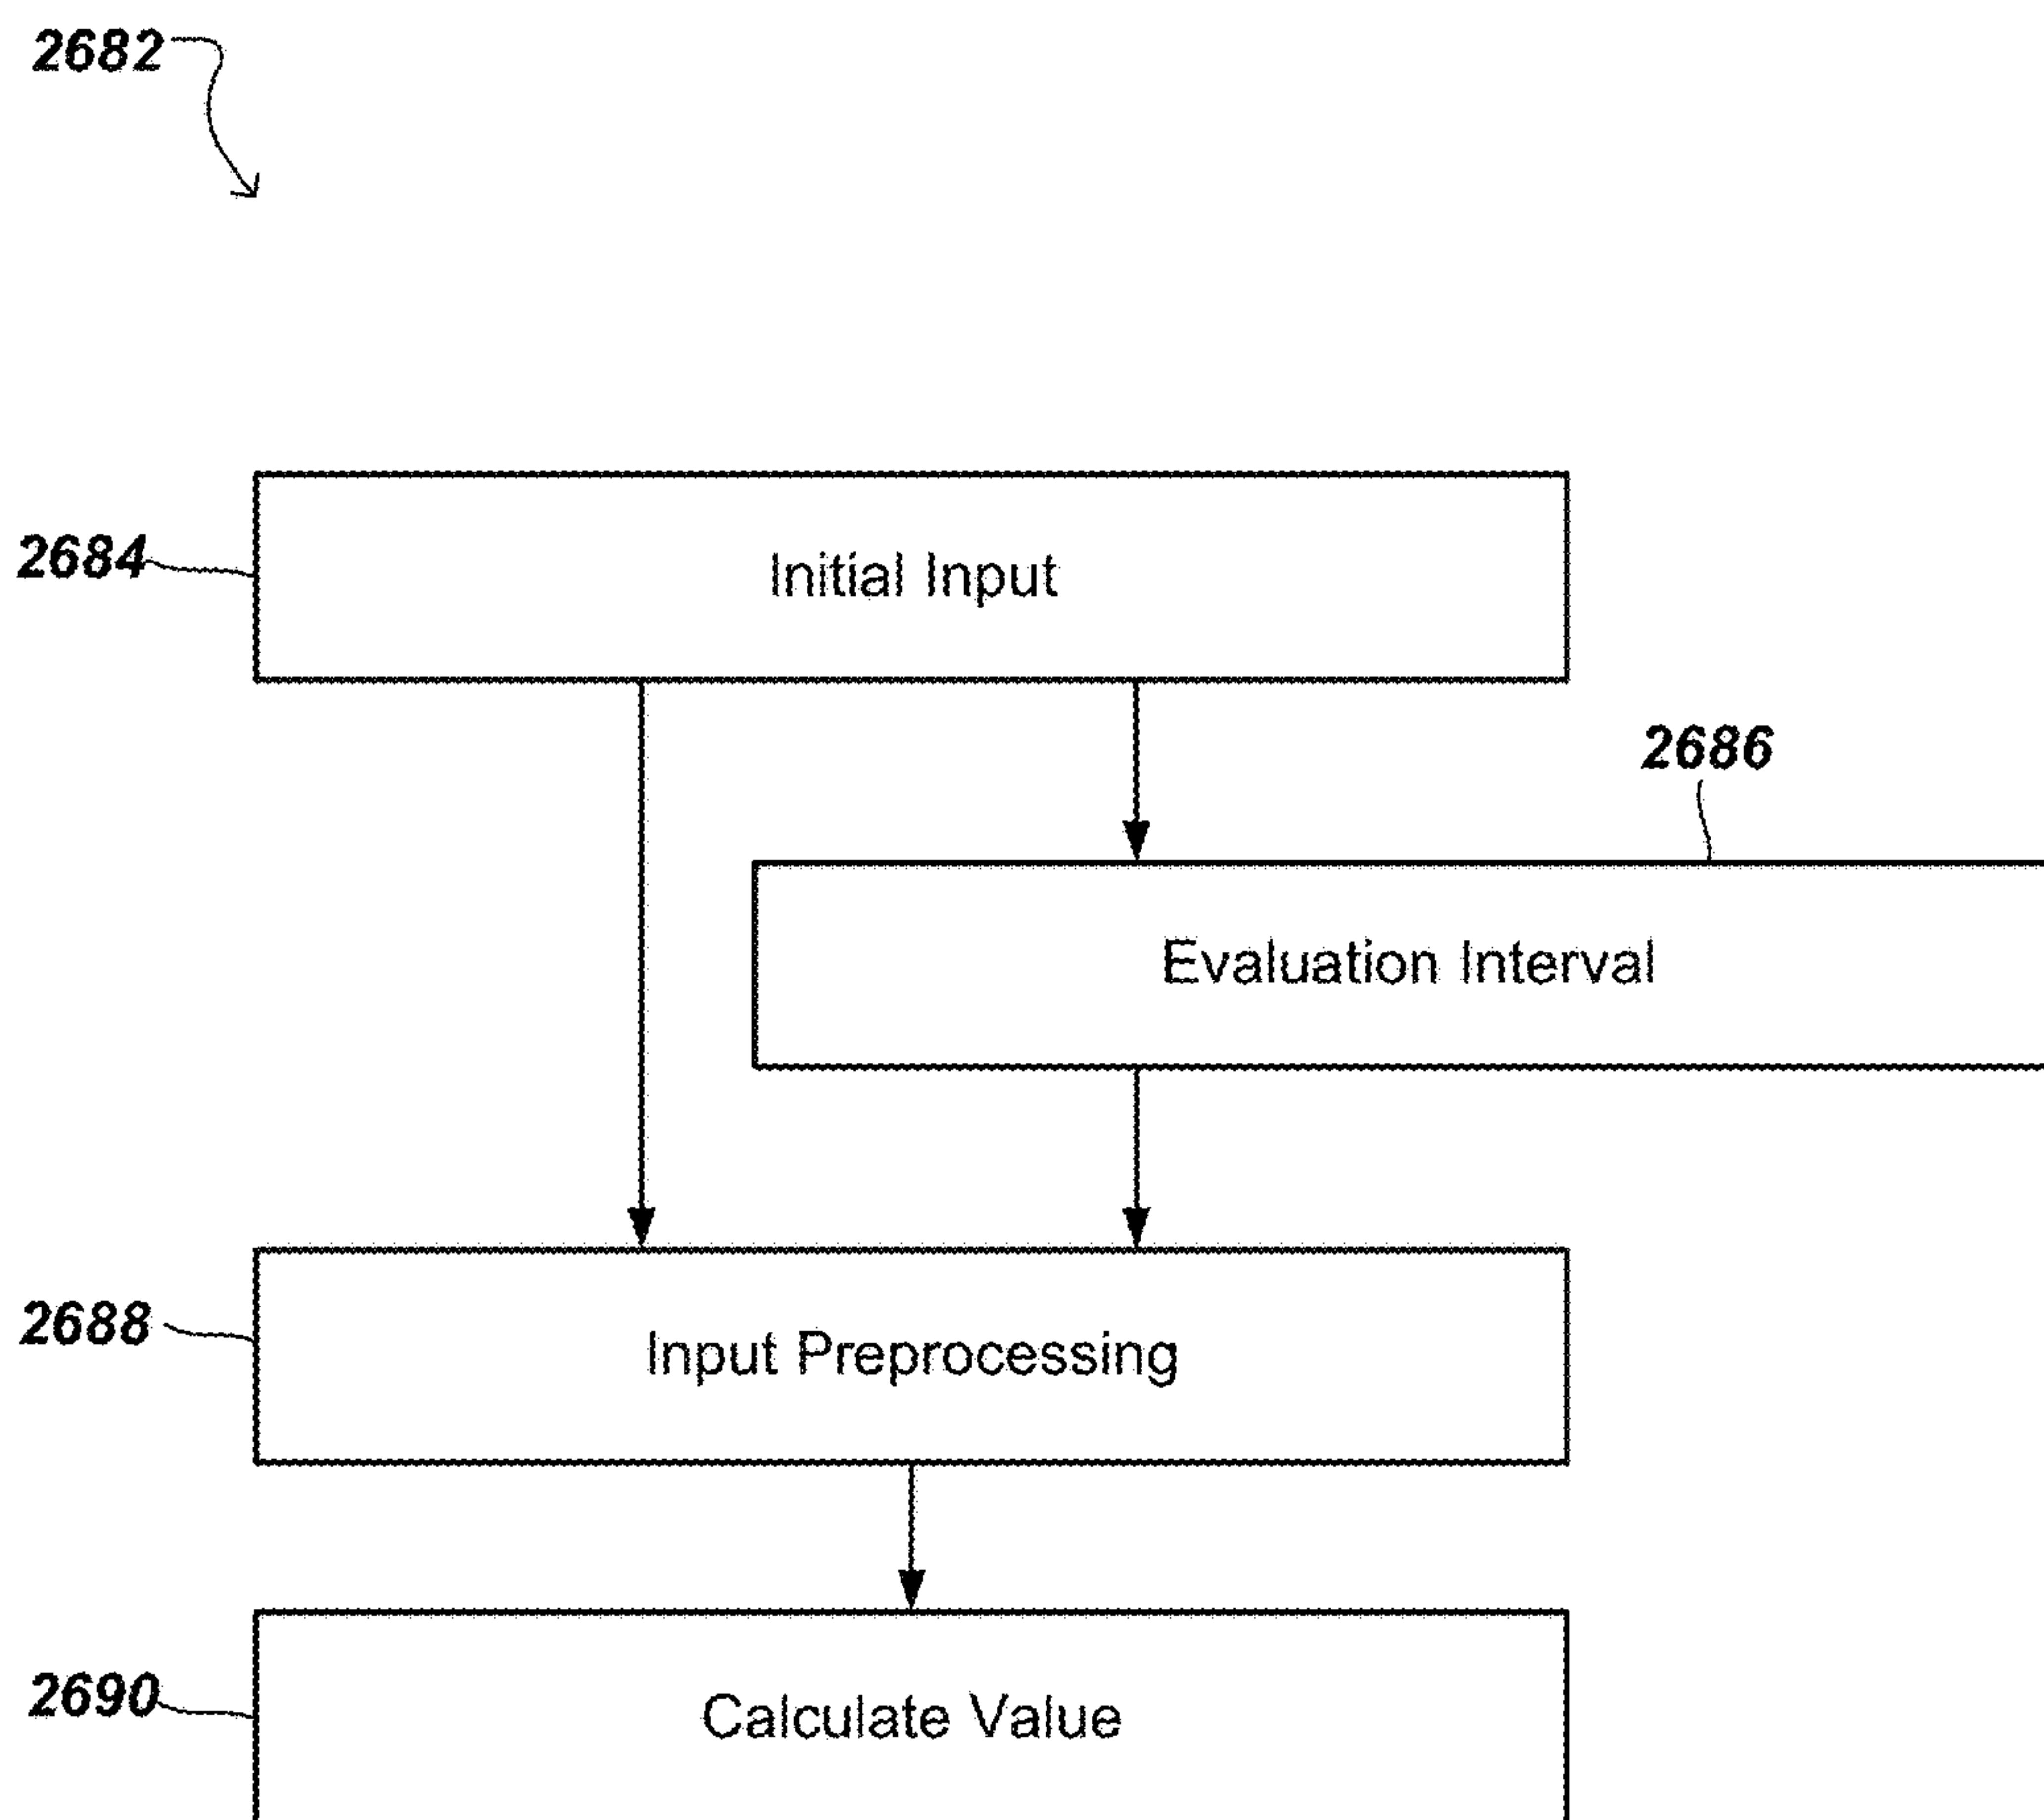 2682
2684
Initial Input
2686
Evaluation Interval
2688
Input Preprocessing
2690
Calculate Value